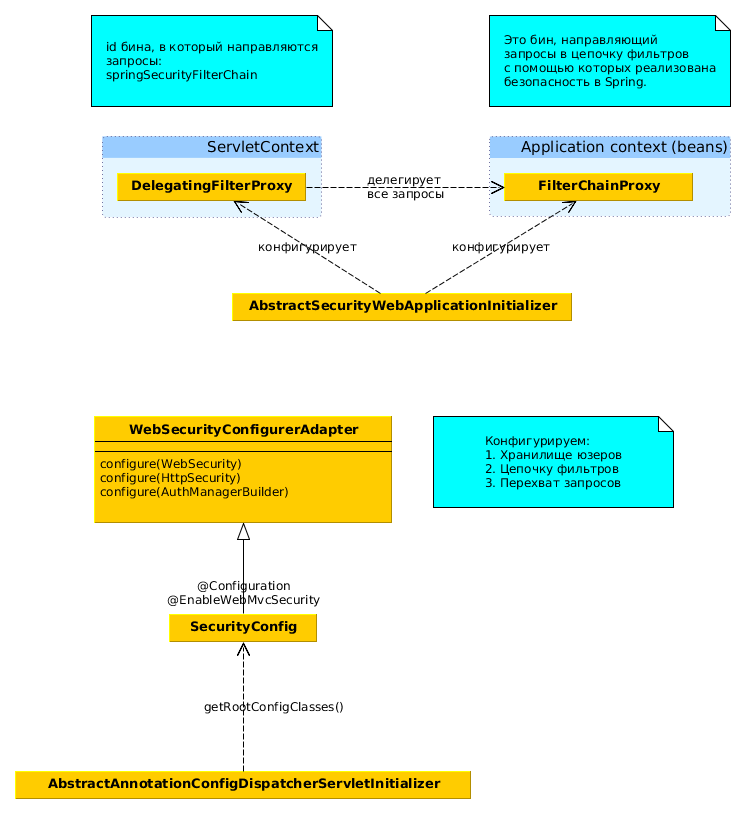 id бина, в который направляются
запросы:
springSecurityFilterChain
Это бин, направляющий
запросы в цепочку фильтров
с помощью которых реализована
безопасность в Spring.
ServletContext
DelegatingFilterProxy
делегирует
все запросы
Application context (beans)
FilterChainProxy
конфигурирует
конфигурирует
AbstractSecurityWebApplicationInitializer
WebSecurityConfigurerAdapter
configure(WebSecurity)
configure(HttpSecurity)
configure(AuthManagerBuilder)
Конфигурируем:
1. Хранилище юзеров
2. Цепочку фильтров
3. Перехват запросов
@Configuration
@EnableWebMvcSecurity
SecurityConfig
getRootConfigClasses()
AbstractAnnotationConfigDispatcherServletInitializer